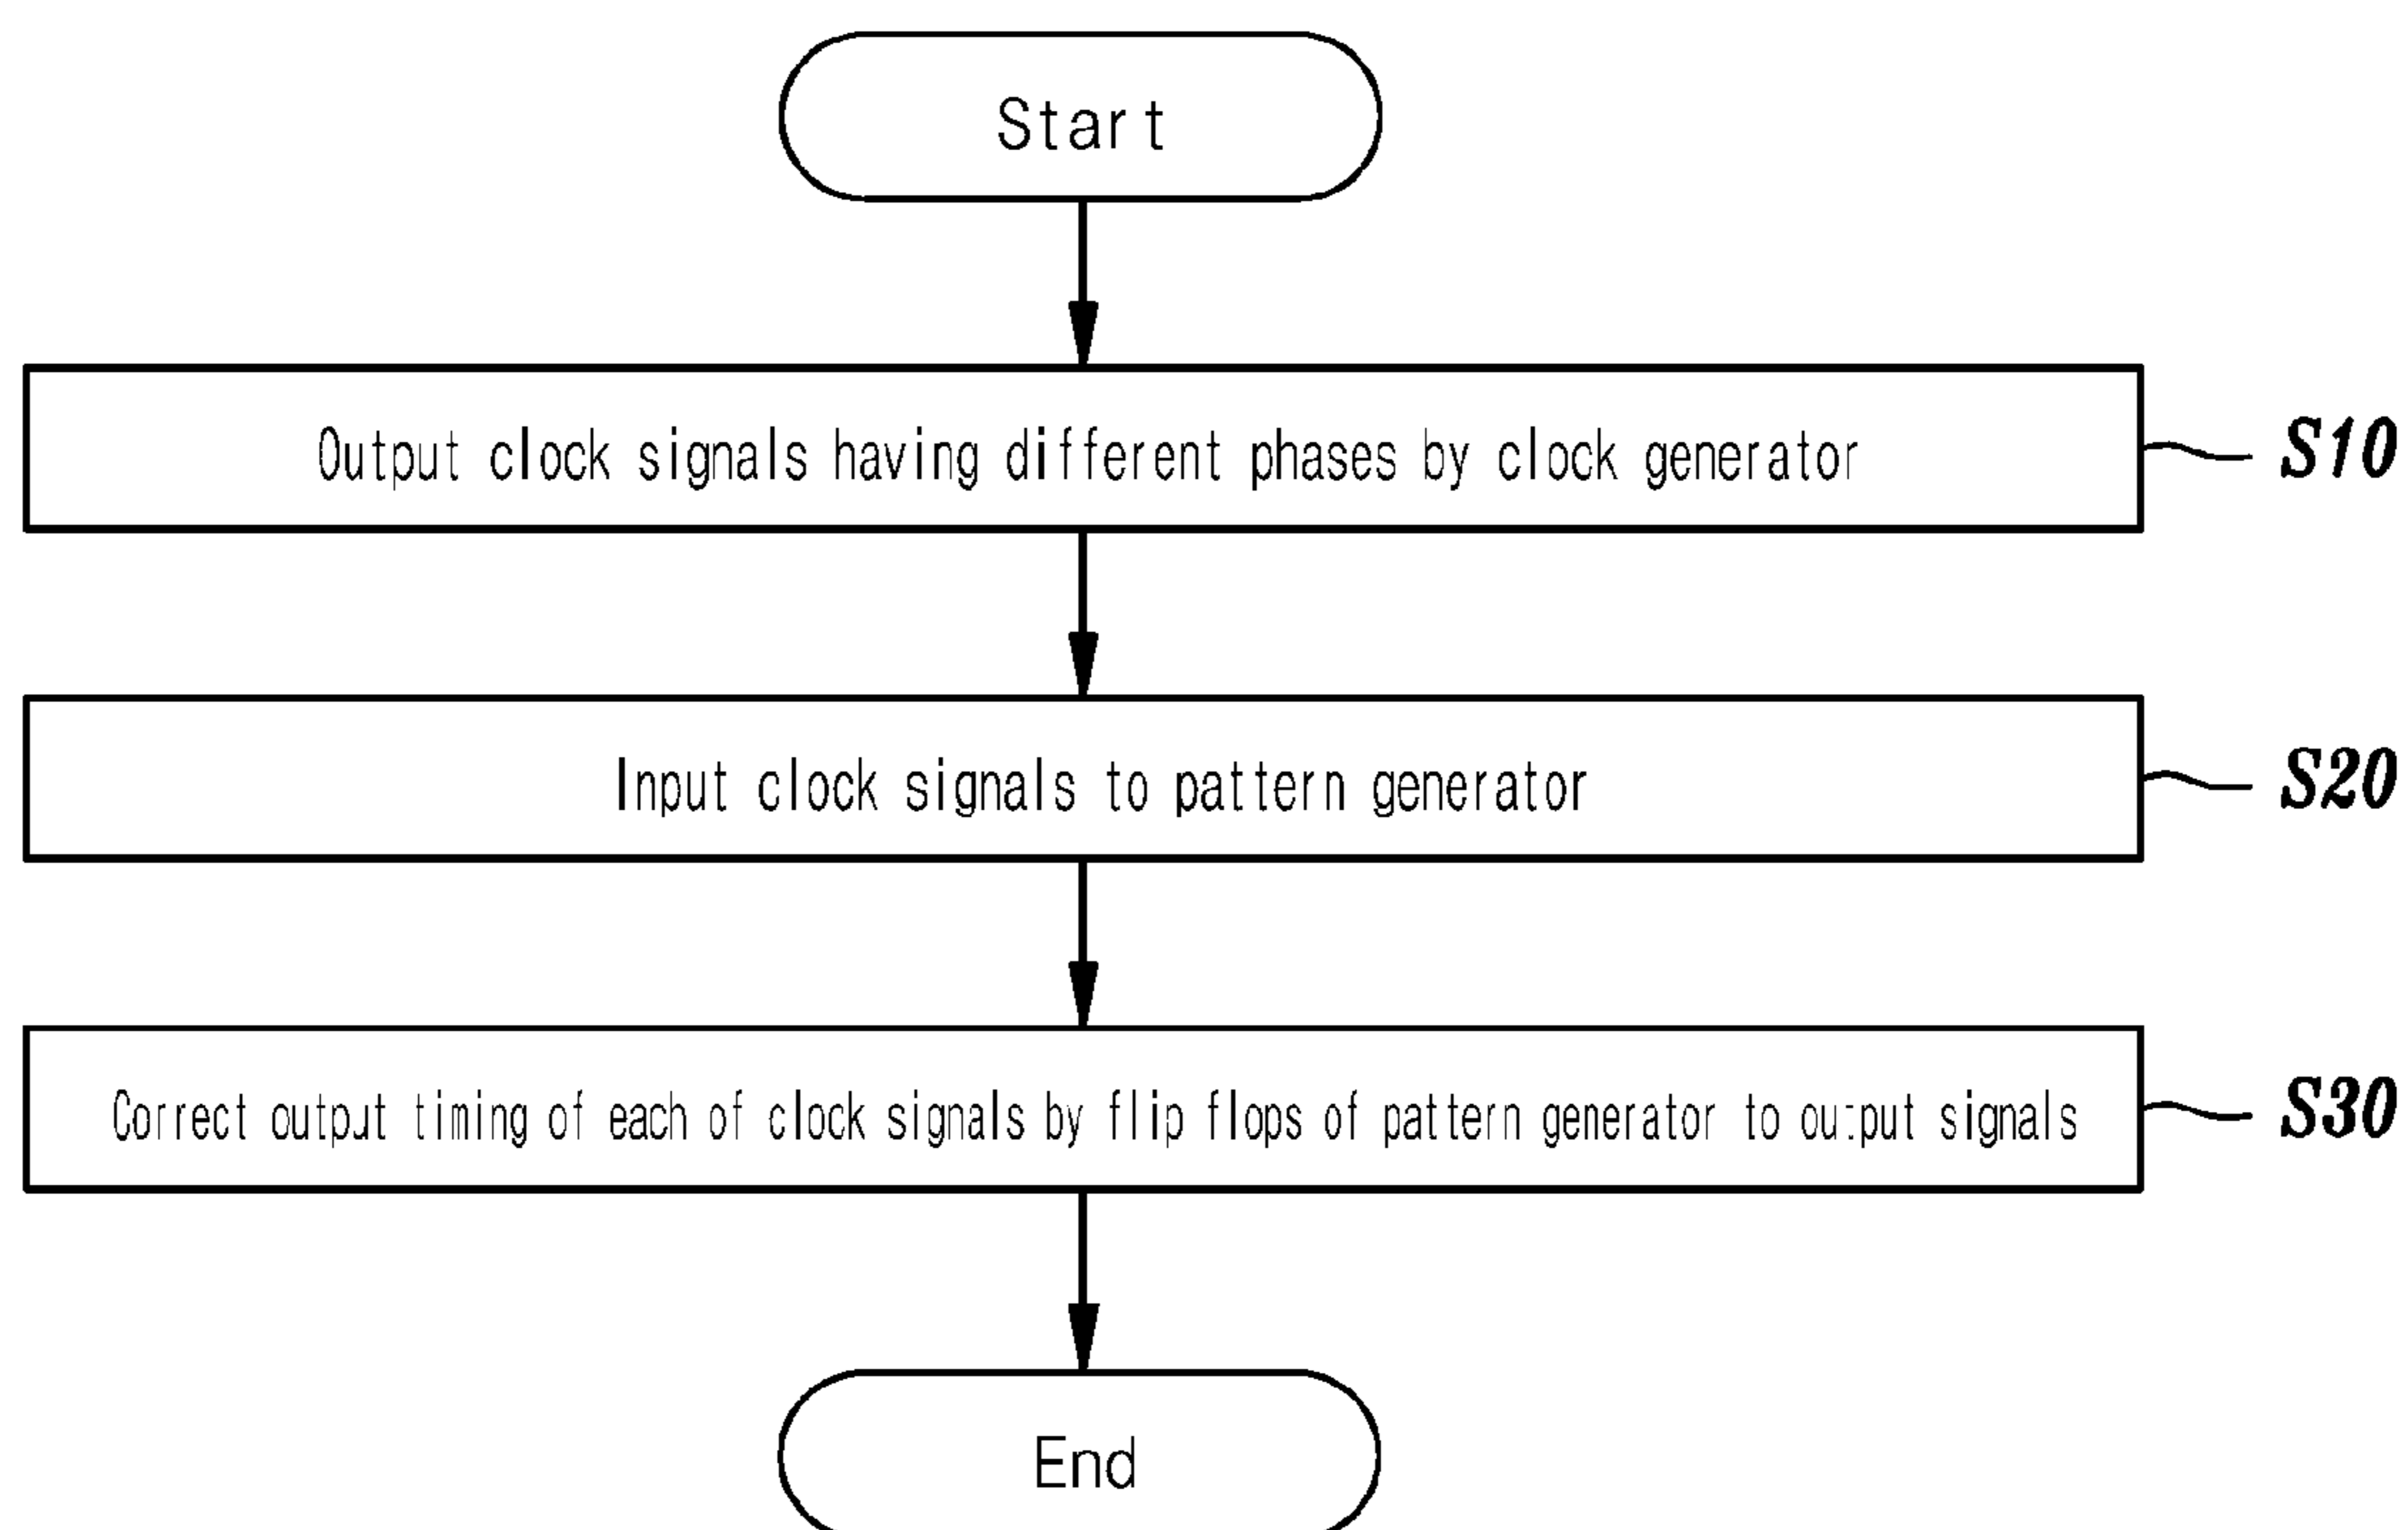 Start
Output clock signals having different phases by clock generator
S10
Input clock signals to pattern generator
S20
Correct output timing of each of clock signals by flip flops of pattern generator to output signals
S30
End